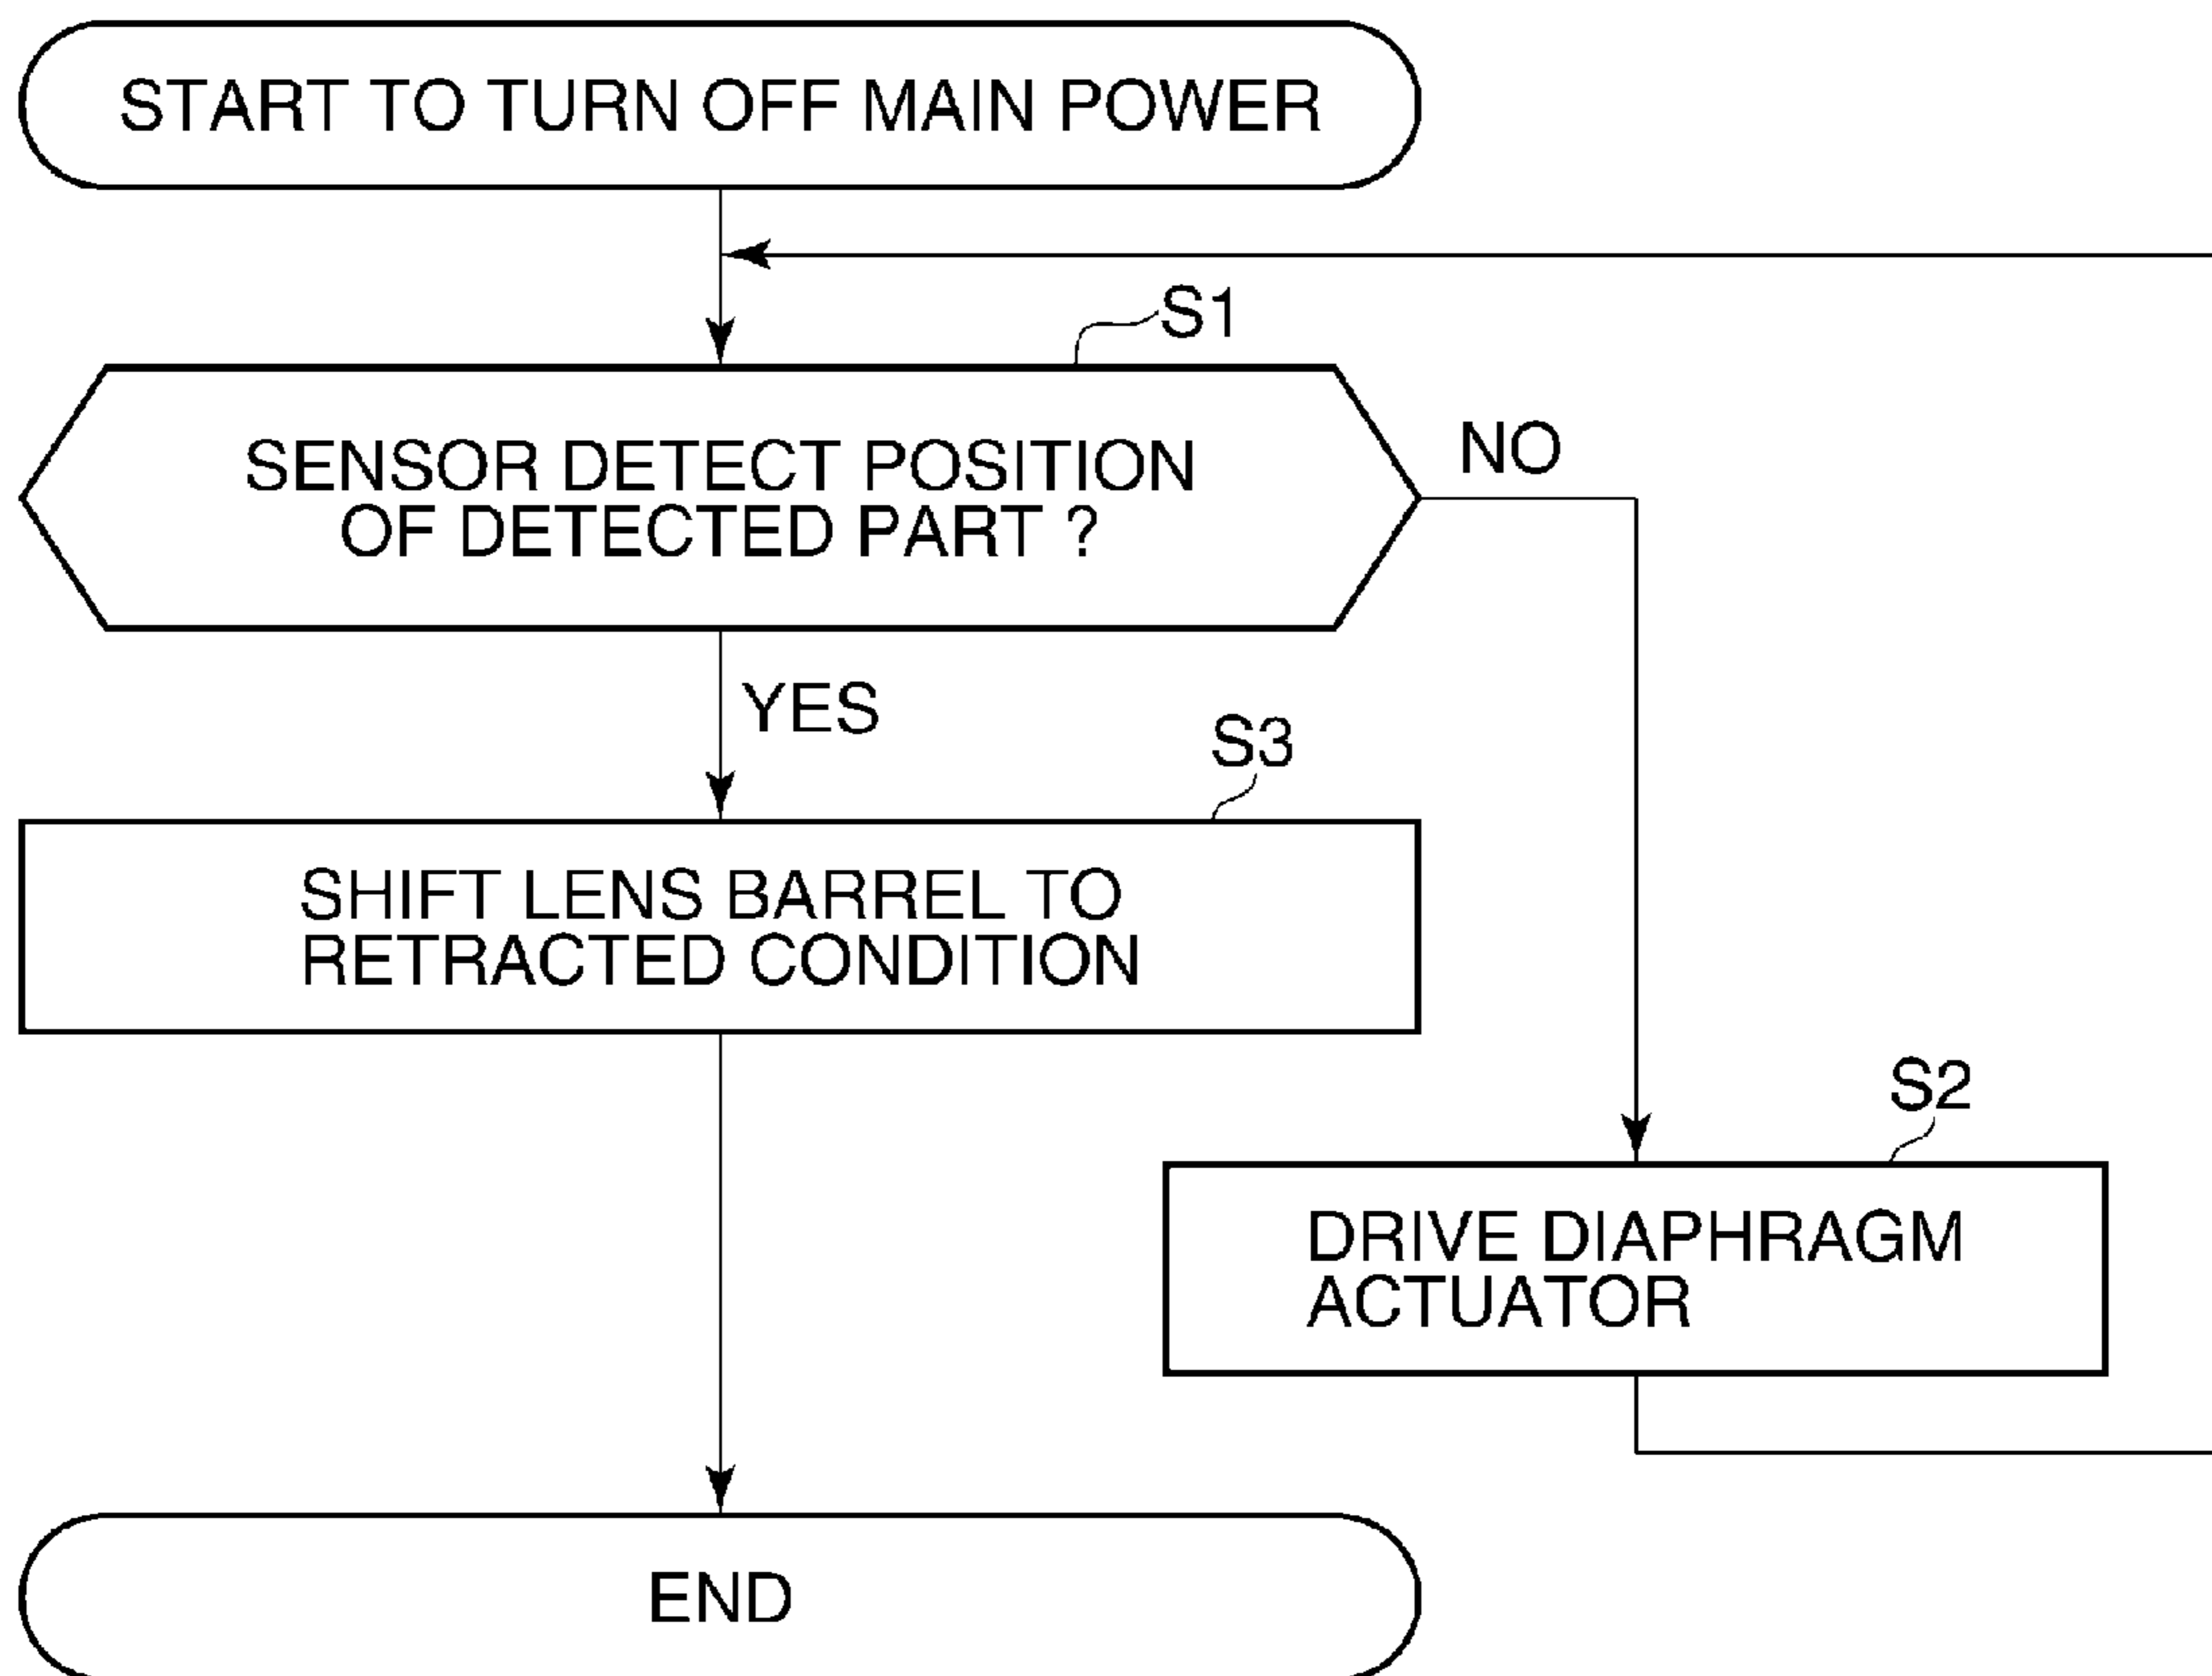 START TO TURN OFF MAIN POWER
S1
SENSOR DETECT POSITION
OF DETECTED PART ?
NO
YES
S3
SHIFT LENS BARREL TO
RETRACTED CONDITION
S2
DRIVE DIAPHRAGM
ACTUATOR
END